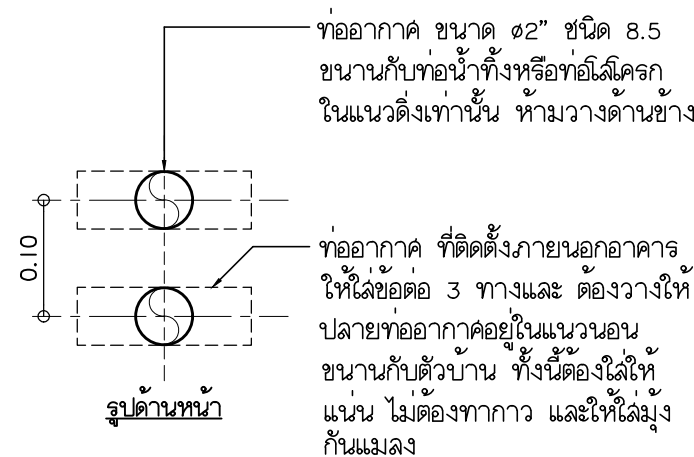 ท่ออากาศ ขนาด ø2" ชนิด 8.5
ขนานกับท่อน้ำทิ้งหรือท่อโสโครก
ในแนวดิ่งเท่านั้น ห้ามวางด้านข้าง
0.10
ท่ออากาศ ที่ติดตั้งภายนอกอาคาร
ให้ใส่ข้อต่อ 3 ทางและ ต้องวางให้
ปลายท่ออากาศอยู่ในแนวนอน
ขนานกับตัวบ้าน ทั้งนี้ต้องใส่ให้
แน่น ไม่ต้องทากาว และให้ใส่มุ้ง
กันแมลง
รูปด้านหน้า